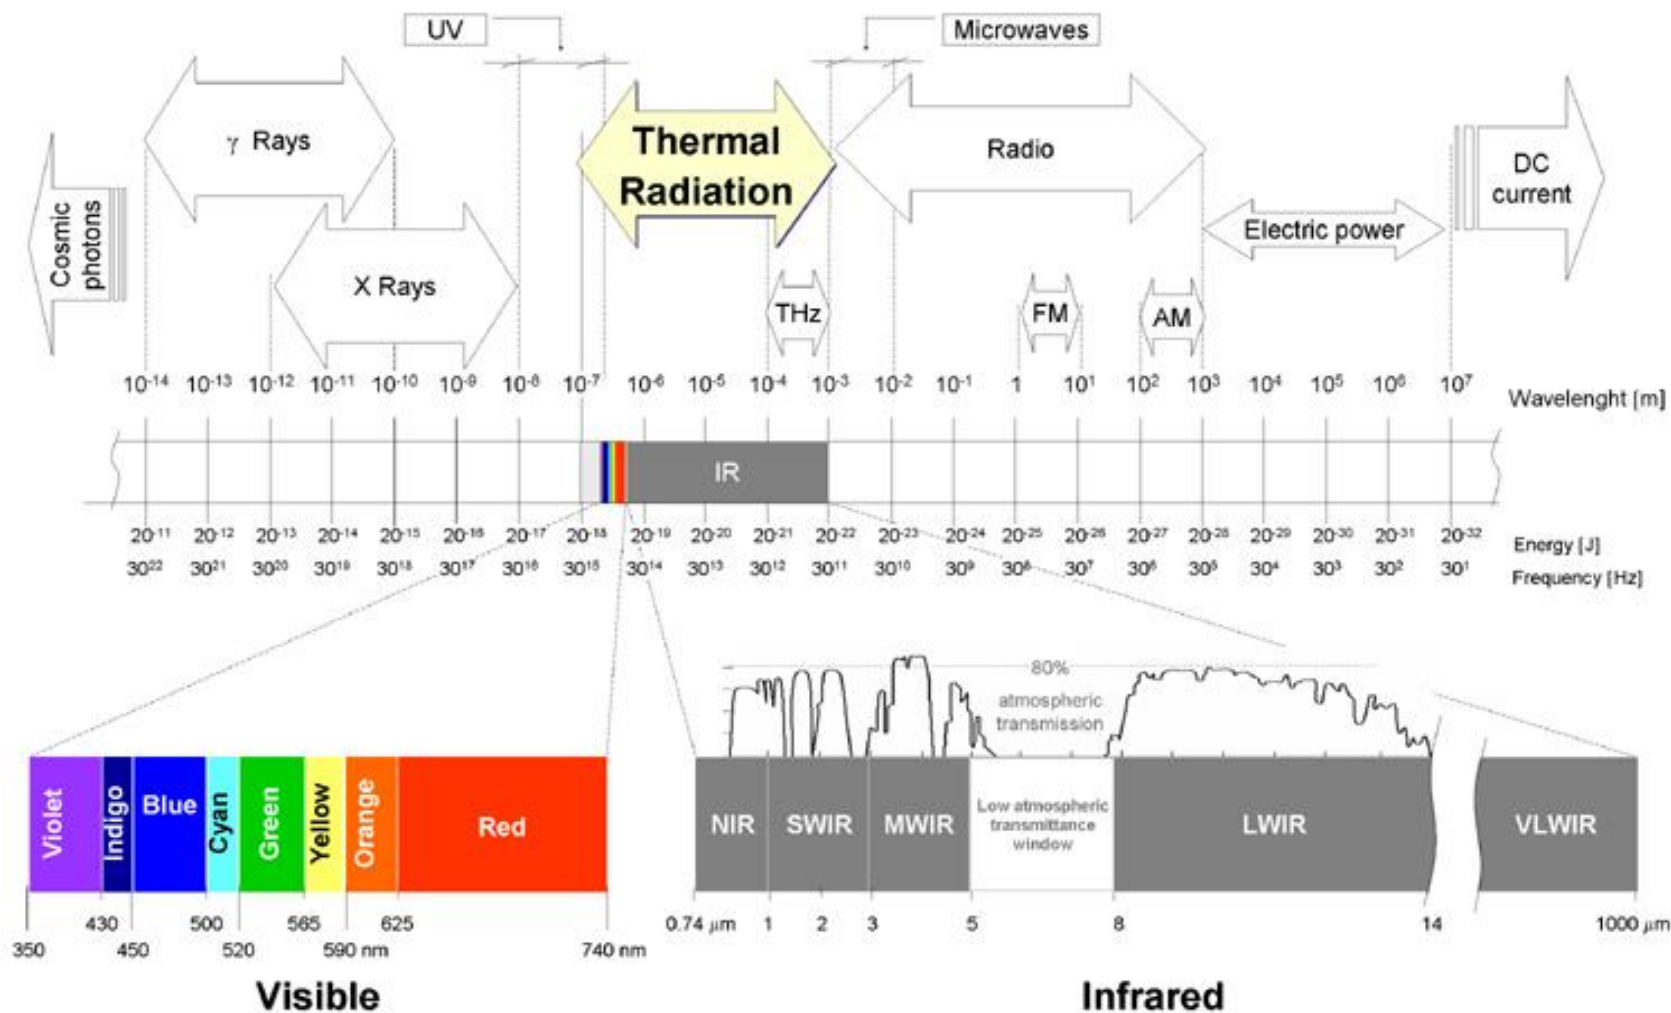 UV
Microwaves
γ Rays
Thermal
Radiation
Radio
DC
current
Cosmic
photons
X Rays
Electric power
THz
FM
AM
10⁻¹⁴ 10⁻¹³ 10⁻¹² 10⁻¹¹ 10⁻¹⁰ 10⁻⁹ 10⁻⁸ 10⁻⁷ 10⁻⁶ 10⁻⁵ 10⁻⁴ 10⁻³ 10⁻² 10⁻¹ 1 10¹ 10² 10³ 10⁴ 10⁵ 10⁶ 10⁷
Wavelenght [m]
IR
20⁻¹¹ 20⁻¹² 20⁻¹³ 20⁻¹⁴ 20⁻¹⁵ 20⁻¹⁶ 20⁻¹⁷ 20⁻¹⁸ 20⁻¹⁹ 20⁻²⁰ 20⁻²¹ 20⁻²² 20⁻²³ 20⁻²⁴ 20⁻²⁵ 20⁻²⁶ 20⁻²⁷ 20⁻²⁸ 20⁻²⁹ 20⁻³⁰ 20⁻³¹ 20⁻³²
Energy [J]
30²² 30²¹ 30²⁰ 30¹⁹ 30¹⁸ 30¹⁷ 30¹⁶ 30¹⁵ 30¹⁴ 30¹³ 30¹² 30¹¹ 30¹⁰ 30⁹ 30⁸ 30⁷ 30⁶ 30⁵ 30⁴ 30³ 30² 30¹
Frequency [Hz]
80%
atmospheric
transmission
Violet
Indigo
Blue
Cyan
Green
Yellow
Orange
Red
NIR
SWIR
MWIR
Low atmospheric
transmittance
window
LWIR
VLWIR
430 500 565 625
350 450 520 590 nm 740 nm
0.74 μm 1 2 3 5 8 14 1000 μm
Visible
Infrared